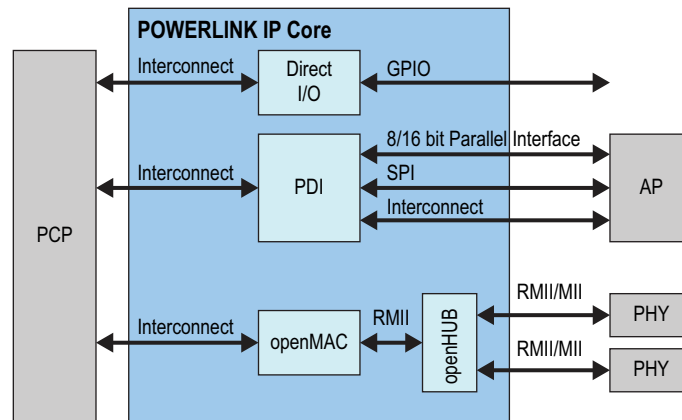 POWERLINK IP Core
Interconnect
Direct
I/O
GPIO
8/16 bit Parallel Interface
Interconnect
PDI
SPI
AP
Interconnect
PCP
RMII/MII
PHY
Interconnect
openMAC
RMII
openHUB
RMII/MII
PHY